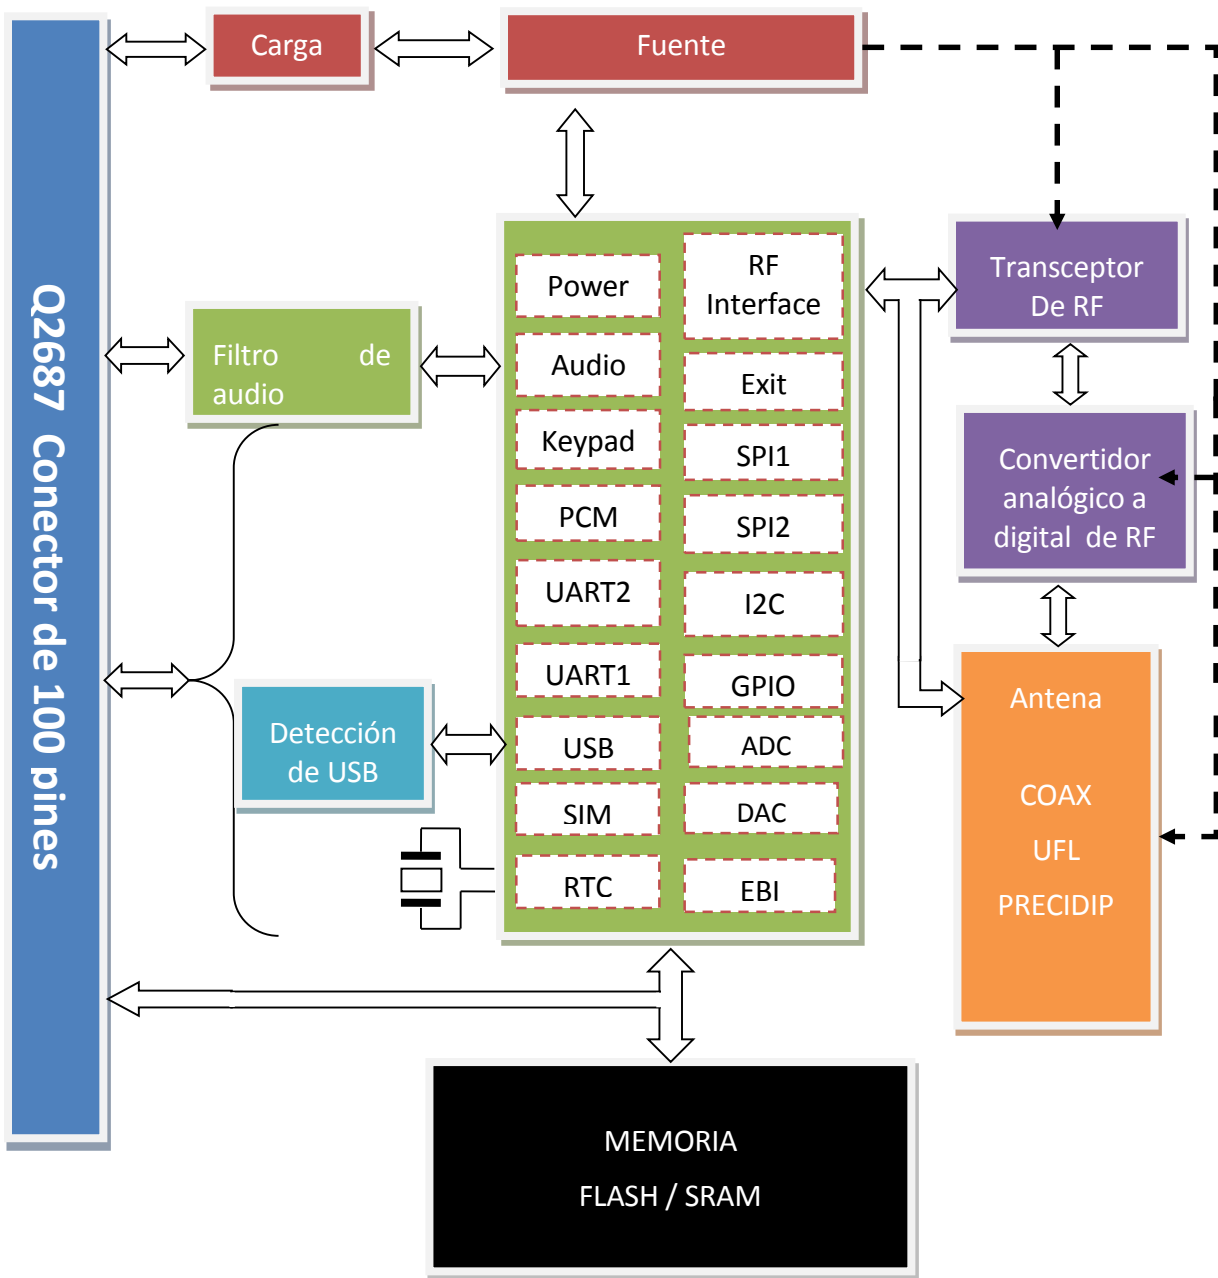 Carga
Fuente
Q2687 Conector de 100 pines
Filtro de
audio
Detección
de USB
Power
Audio
Keypad
PCM
UART2
UART1
USB
SIM
RTC
RF
Interface
Exit
SPI1
SPI2
I2C
GPIO
ADC
DAC
EBI
Transceptor
De RF
Convertidor
analógico a
digital de RF
Antena
COAX
UFL
PRECIDIP
MEMORIA
FLASH / SRAM